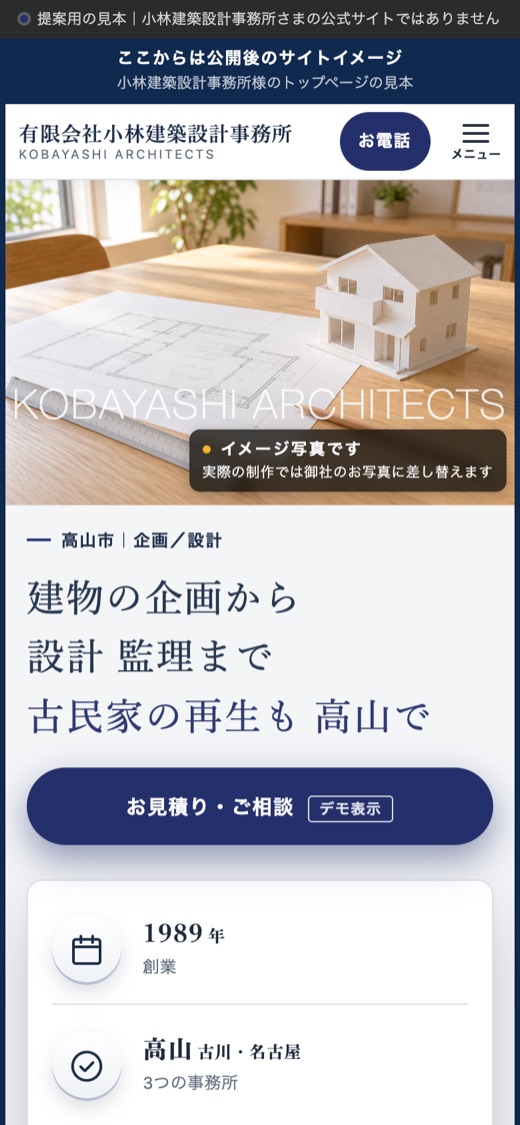 提案用の見本｜小林建築設計事務所さまの公式サイトではありません
ここからは公開後のサイトイメージ
小林建築設計事務所様のトップページの見本
有限会社小林建築設計事務所
KOBAYASHI ARCHITECTS
お電話
メニュー
KOBAYASHI ARCHITECTS
イメージ写真です
実際の制作では御社のお写真に差し替えます
高山市｜企画／設計
建物の企画から
設計 監理まで
古民家の再生も 高山で
お見積り・ご相談 デモ表示
1989 年
創業
高山 古川・名古屋
3つの事務所